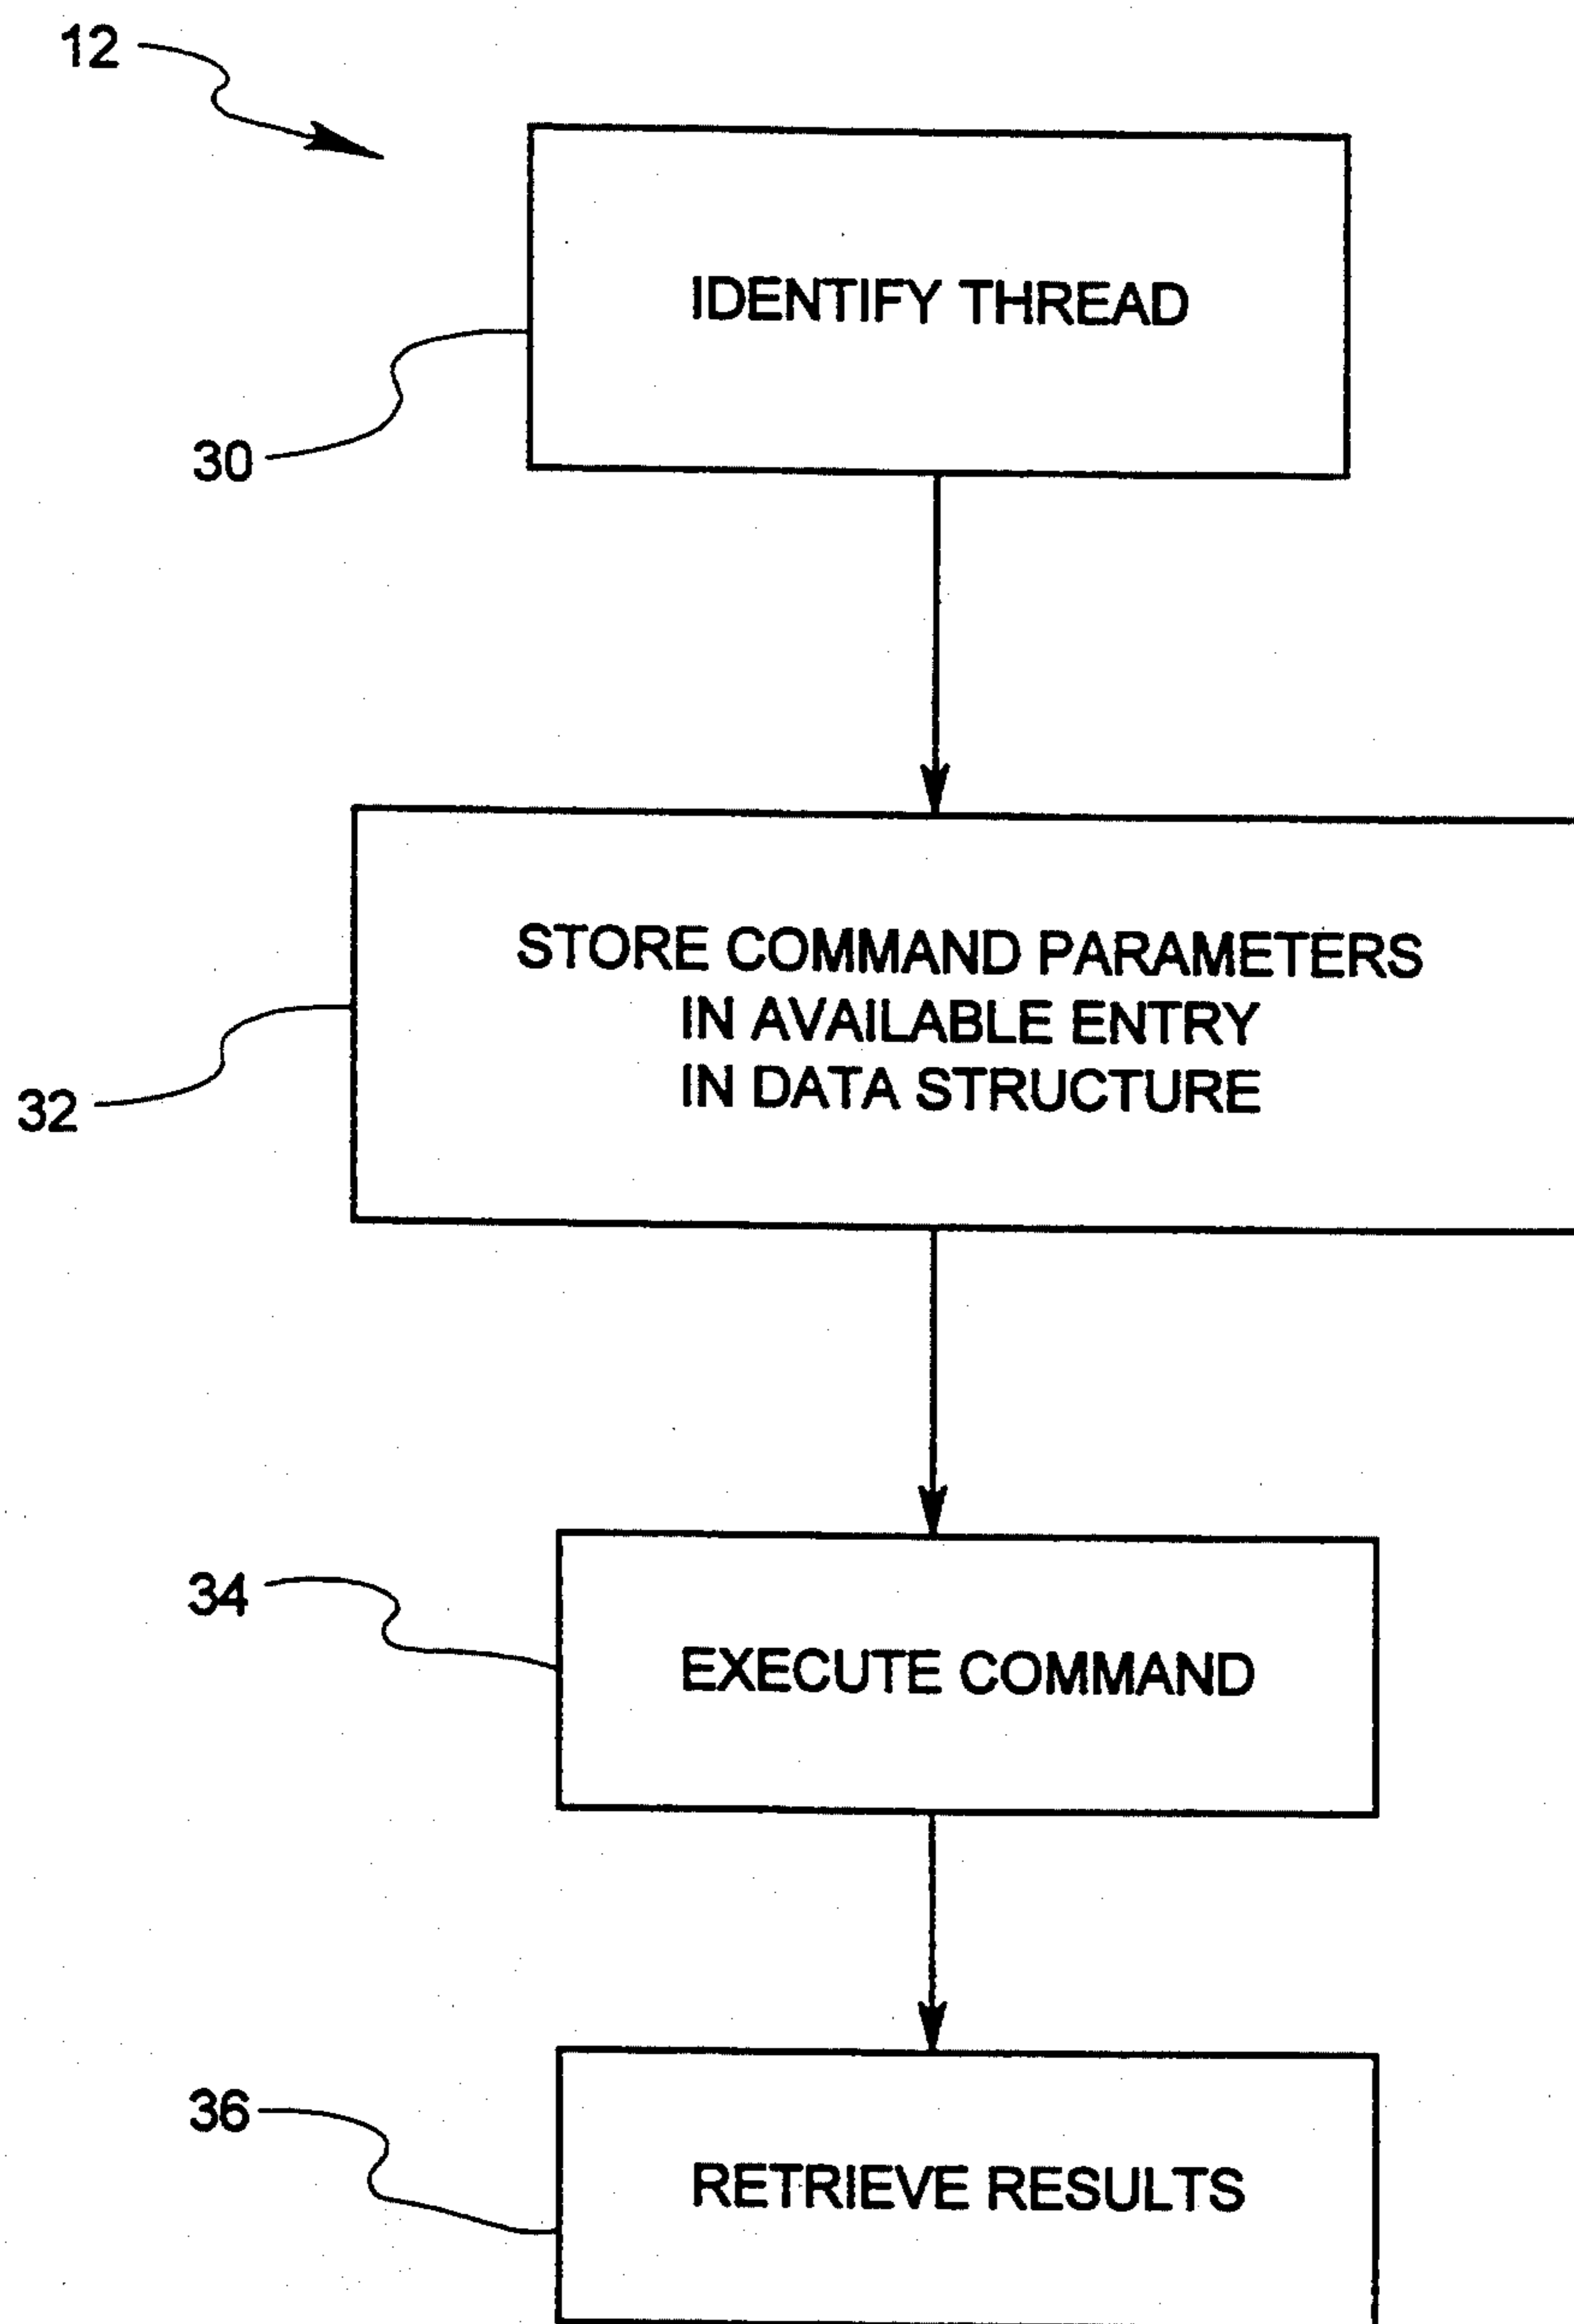 12
IDENTIFY THREAD
30
STORE COMMAND PARAMETERS
IN AVAILABLE ENTRY
IN DATA STRUCTURE
32
34
EXECUTE COMMAND
36
RETRIEVE RESULTS